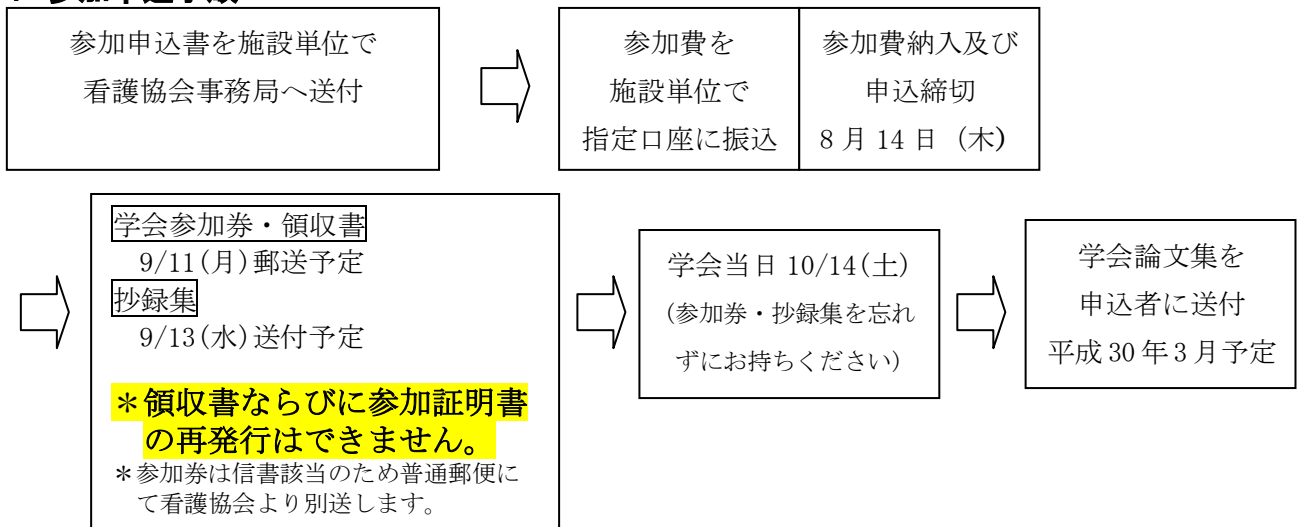 参加申込書を施設単位で
看護協会事務局へ送付
参加費を
施設単位で
指定口座に振込
参加費納入及び
申込締切
8月14日（木）
学会参加券・領収書
9/11(月)郵送予定
抄録集
9/13(水)送付予定
＊領収書ならびに参加証明書
の再発行はできません。
＊参加券は信書該当のため普通郵便に
て看護協会より別送します。
学会当日 10/14(土)
(参加券・抄録集を忘れ
ずにお持ちください)
学会論文集を
申込者に送付
平成30年3月予定